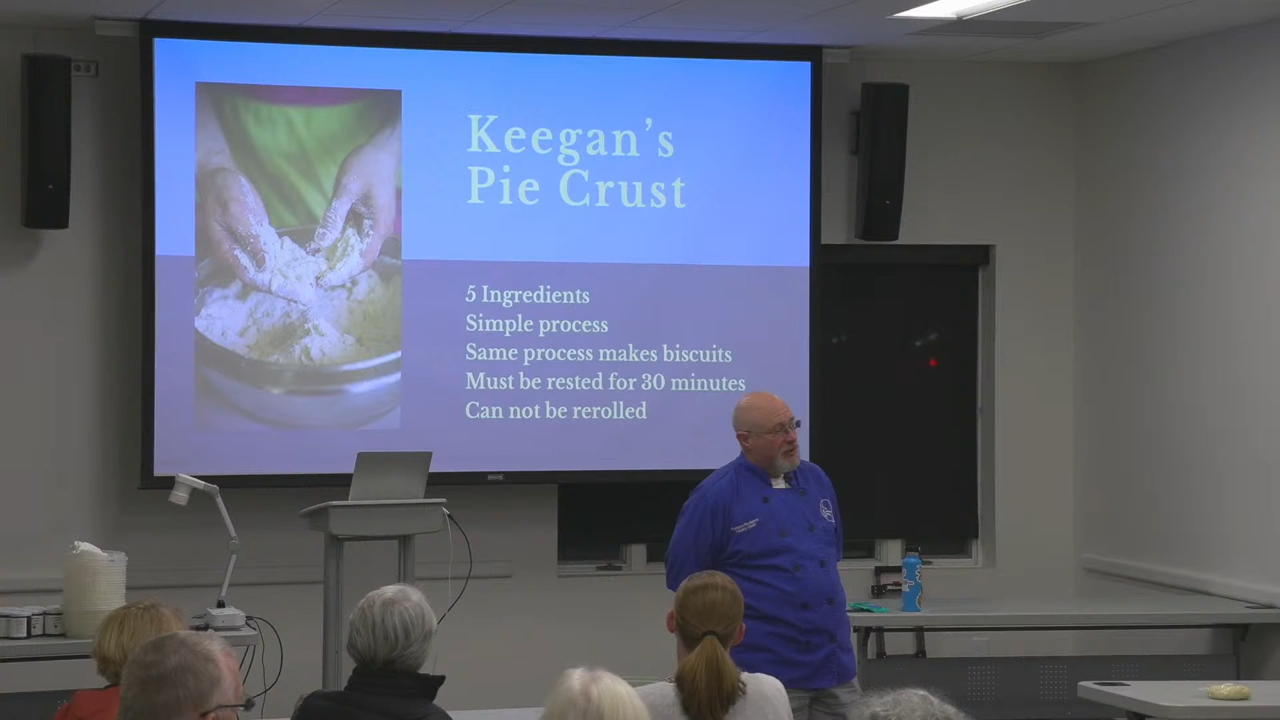 Keegan's
Pie Crust
5 Ingredients
Simple process
Same process makes biscuits
Must be rested for 30 minutes
Can not be rerolled